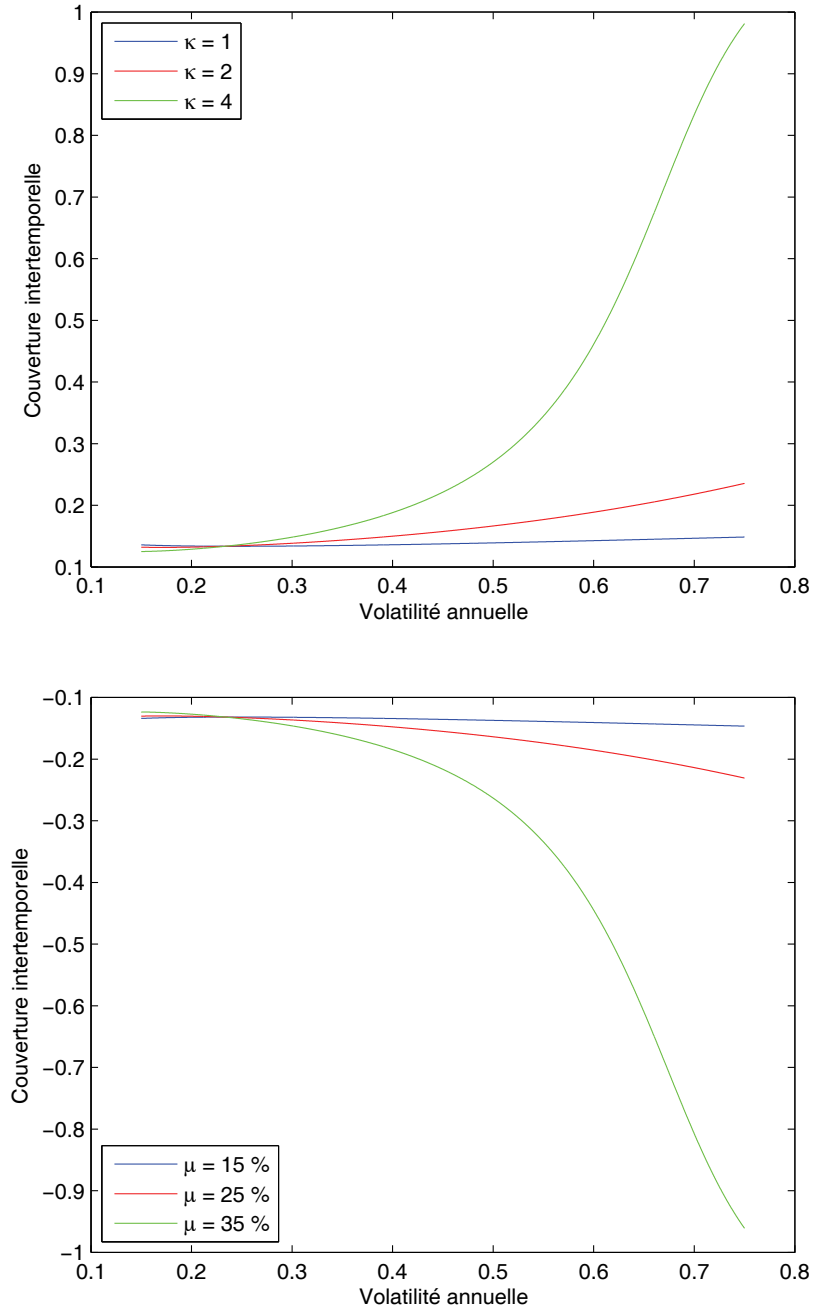 1
0.9
0.8
0.7
0.6
0.5
0.4
0.3
0.2
0.1
Couverture intertemporelle
κ = 1
κ = 2
κ = 4
0.1 0.2 0.3 0.4 0.5 0.6 0.7 0.8
Volatilité annuelle
−0.1
−0.2
−0.3
−0.4
−0.5
−0.6
−0.7
−0.8
−0.9
−1
Couverture intertemporelle
μ = 15 %
μ = 25 %
μ = 35 %
0.1 0.2 0.3 0.4 0.5 0.6 0.7 0.8
Volatilité annuelle